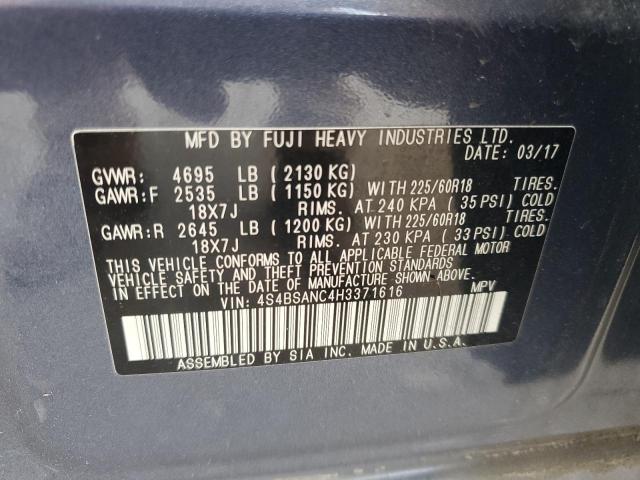 MFD BY FUJI HEAVY INDUSTRIES LTD.
DATE: 03/17
GVWR: 4695 LB (2130 KG)
GAWR:F 2535 LB (1150 KG) WITH 225/60R18 TIRES.
18X7J RIMS. AT 240 KPA (35 PSI) COLD
GAWR:R 2645 LB (1200 KG) WITH 225/60R18 TIRES.
18X7J RIMS. AT 230 KPA (33 PSI) COLD
THIS VEHICLE CONFORMS TO ALL APPLICABLE FEDERAL MOTOR
VEHICLE SAFETY AND THEFT PREVENTION STANDARDS IN
EFFECT ON THE DATE OF MANUFACTURE SHOWN ABOVE.
VIN: 4S4BSANC4H3371616 MPV
ASSEMBLED BY SIA INC. MADE IN U.S.A.